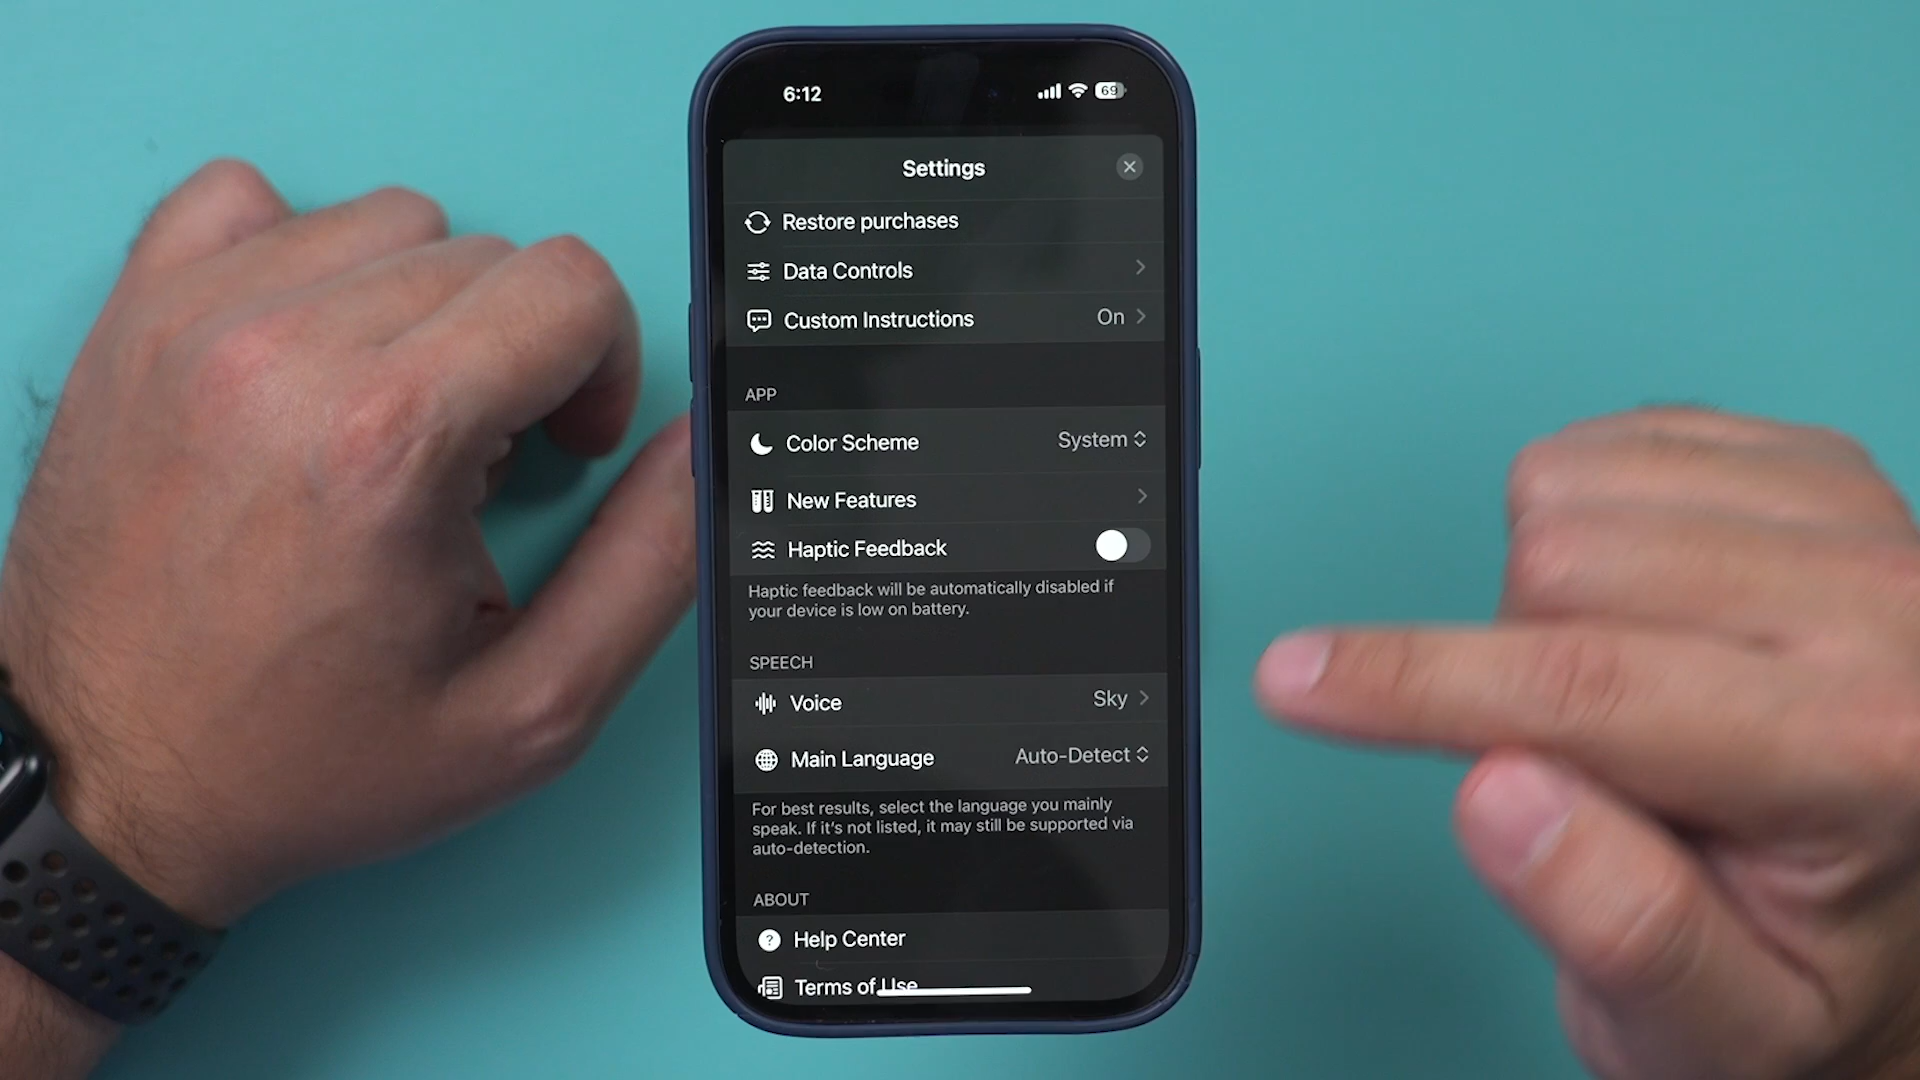 6:12
69
Settings
Restore purchases
Data Controls
Custom Instructions On
APP
Color Scheme System
New Features
Haptic Feedback
Haptic feedback will be automatically disabled if
your device is low on battery.
SPEECH
Voice Sky
Main Language Auto-Detect
For best results, select the language you mainly
speak. If it's not listed, it may still be supported via
auto-detection.
ABOUT
? Help Center
Terms of Use